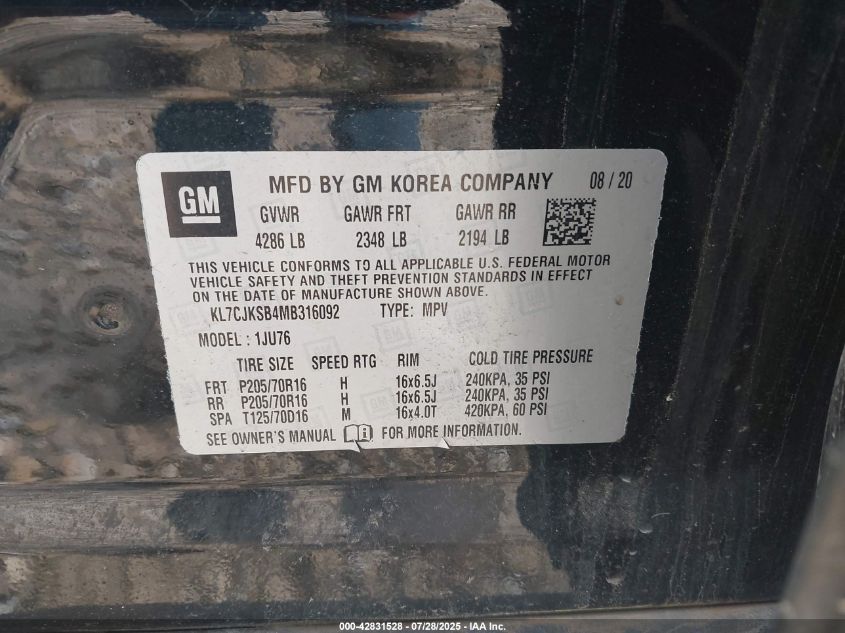 GM
MFD BY GM KOREA COMPANY 08 / 20
GVWR GAWR FRT GAWR RR
4286 LB 2348 LB 2194 LB
THIS VEHICLE CONFORMS TO ALL APPLICABLE U.S. FEDERAL MOTOR
VEHICLE SAFETY AND THEFT PREVENTION STANDARDS IN EFFECT
ON THE DATE OF MANUFACTURE SHOWN ABOVE.
KL7CJKSB4MB316092 TYPE: MPV
MODEL : 1JU76
TIRE SIZE SPEED RTG RIM COLD TIRE PRESSURE
FRT P205/70R16 H 16x6.5J 240KPA, 35 PSI
RR P205/70R16 H 16x6.5J 240KPA, 35 PSI
SPA T125/70D16 M 16x4.0T 420KPA, 60 PSI
SEE OWNER'S MANUAL FOR MORE INFORMATION.
000-42831528 - 07/28/2025 - IAA Inc.